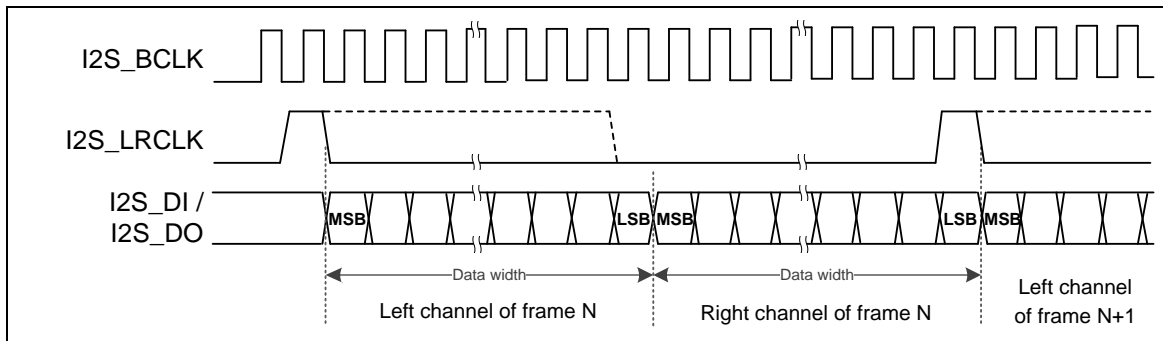 I2S_BCLK
I2S_LRCLK
I2S_DI /
I2S_DO
MSB LSB MSB LSB MSB
Data width Data width
Left channel of frame N Right channel of frame N
Left channel
of frame N+1